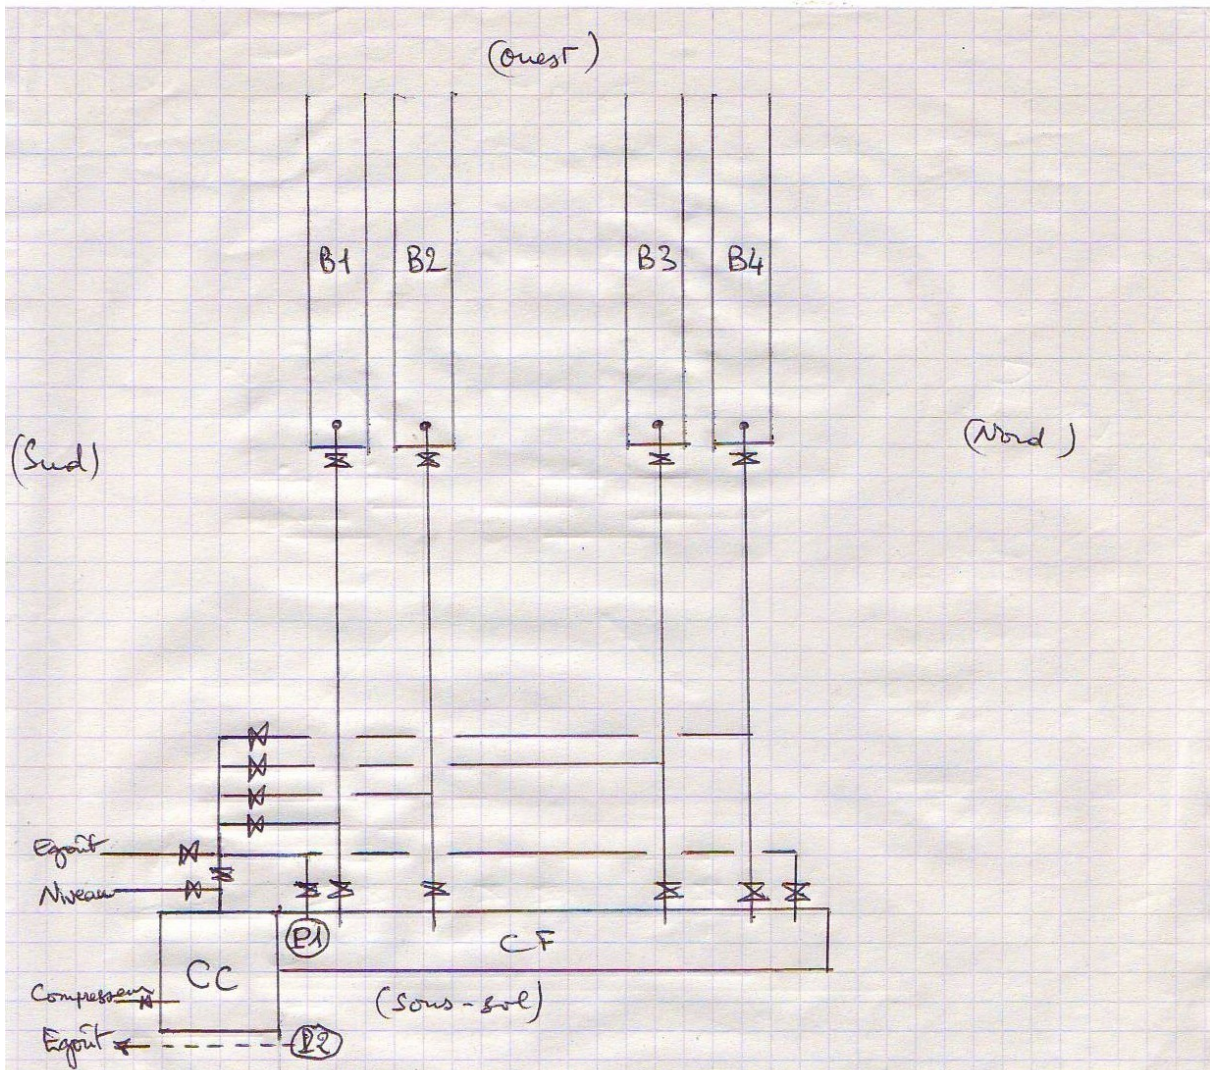 (Ouest)
B1 B2 B3 B4
(Sud)
(Nord)
Egoût
Niveau
P1
CF
CC
Compresseur
(Sous-sol)
Egoût
P2